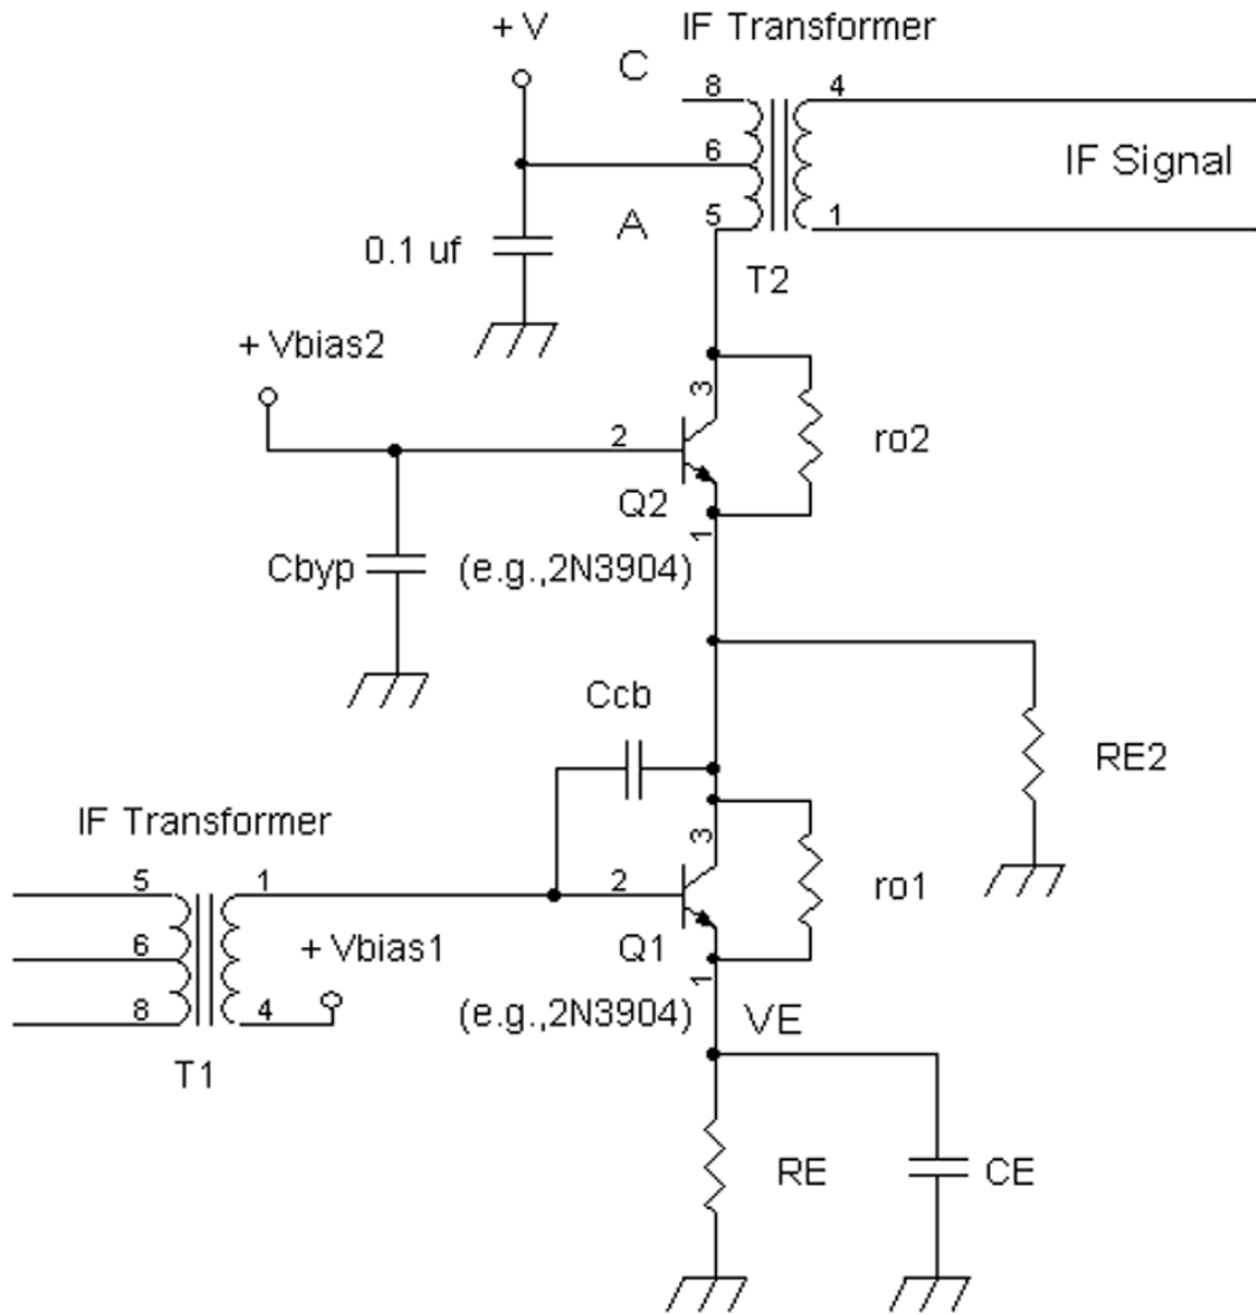 + V
IF Transformer
C
8
4
6
IF Signal
A
5
1
0.1 uf
T2
+ Vbias2
3
2
ro2
Q2
1
Cbyp
(e.g.,2N3904)
Ccb
RE2
IF Transformer
3
5
1
2
ro1
6
+ Vbias1
Q1
1
8
4
(e.g.,2N3904)
VE
T1
RE
CE